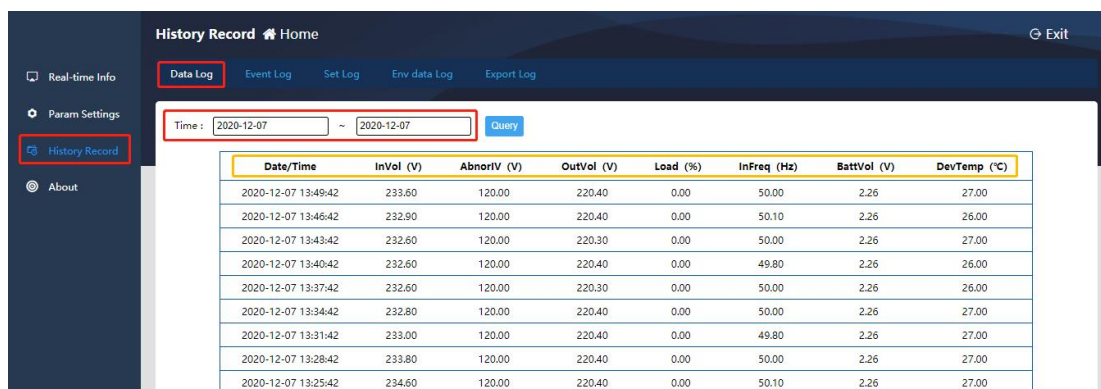 History Record Home Exit
Real-time Info
Param Settings
History Record
About
Data Log Event Log Set Log Env data Log Export Log
Time : 2020-12-07 ~ 2020-12-07 Query
Date/Time InVol (V) AbnorIV (V) OutVol (V) Load (%) InFreq (Hz) BattVol (V) DevTemp (℃)
2020-12-07 13:49:42 233.60 120.00 220.40 0.00 50.00 2.26 27.00
2020-12-07 13:46:42 232.90 120.00 220.40 0.00 50.10 2.26 26.00
2020-12-07 13:43:42 232.60 120.00 220.30 0.00 50.00 2.26 27.00
2020-12-07 13:40:42 232.60 120.00 220.40 0.00 49.80 2.26 26.00
2020-12-07 13:37:42 232.60 120.00 220.30 0.00 50.00 2.26 26.00
2020-12-07 13:34:42 232.80 120.00 220.40 0.00 50.00 2.26 27.00
2020-12-07 13:31:42 233.00 120.00 220.40 0.00 49.80 2.26 27.00
2020-12-07 13:28:42 233.80 120.00 220.40 0.00 50.00 2.26 27.00
2020-12-07 13:25:42 234.60 120.00 220.40 0.00 50.10 2.26 27.00